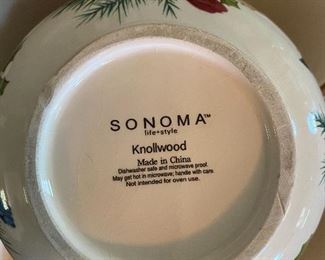 SONOMA™
life+style
Knollwood
Made in China
Dishwasher safe and microwave proof.
May get hot in microwave; handle with care.
Not intended for oven use.